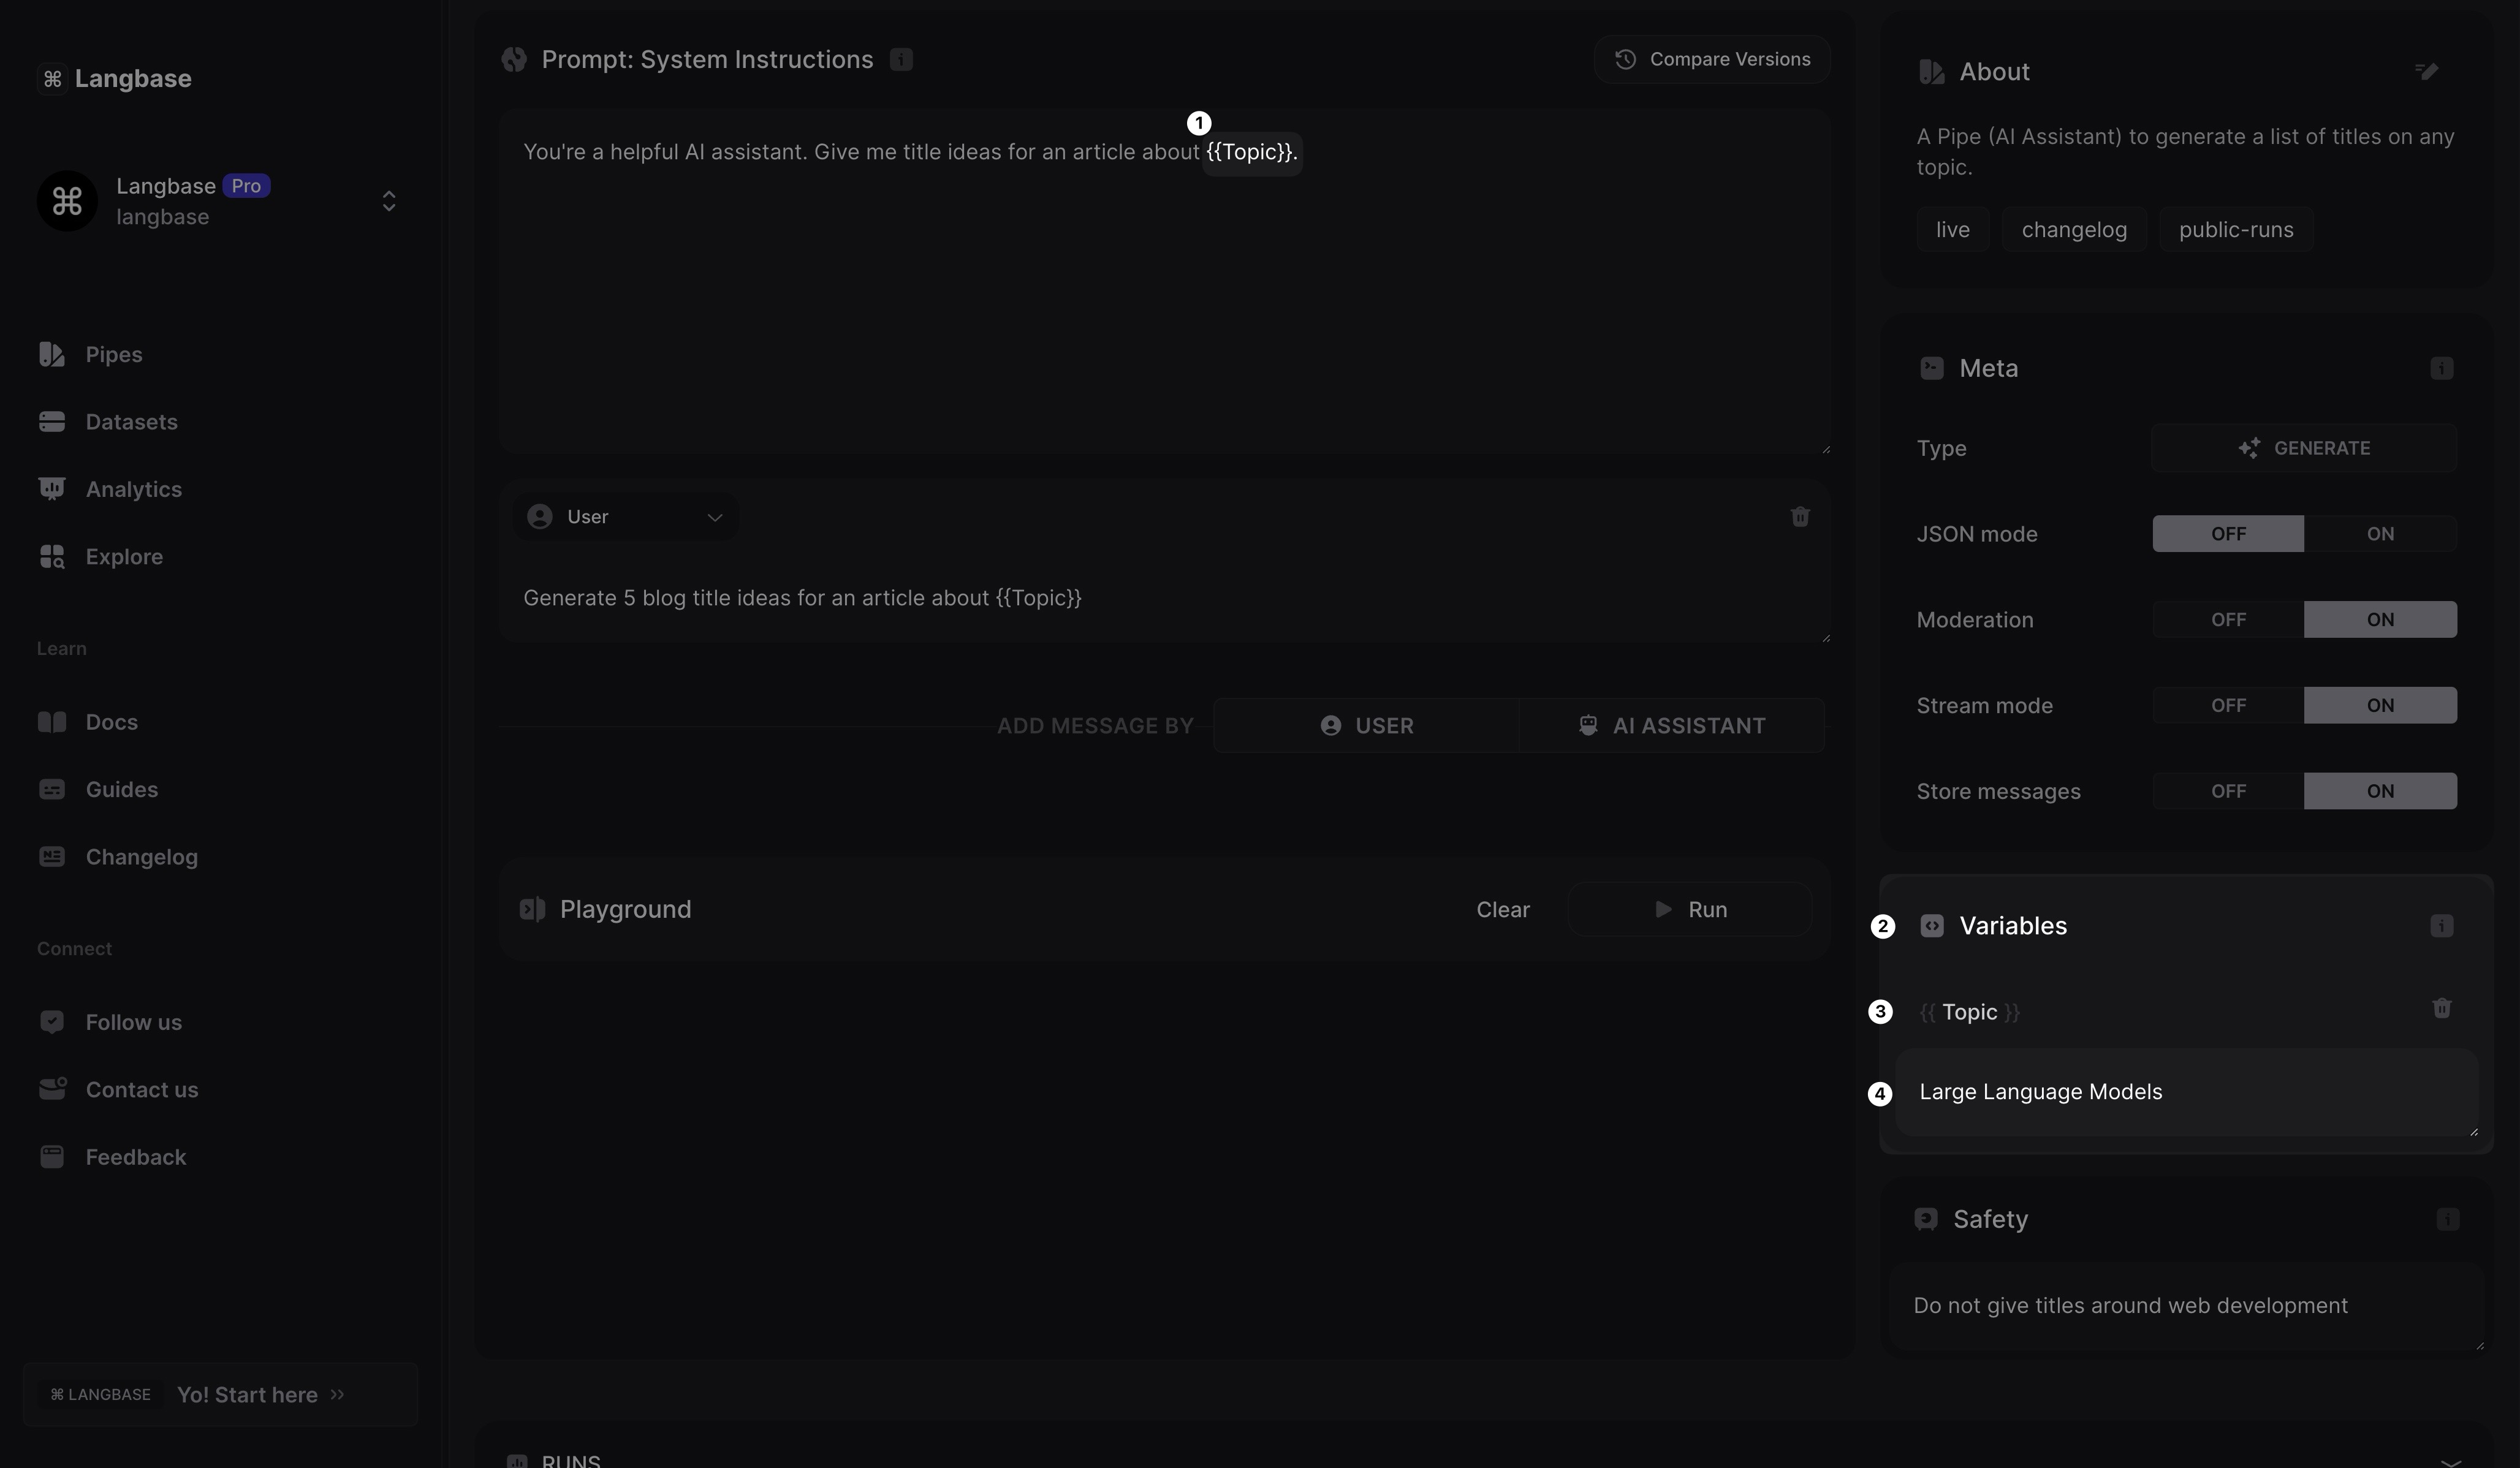 Langbase
Langbase Pro
langbase
Pipes
Datasets
Analytics
Explore
Learn
Docs
Guides
Changelog
Connect
Follow us
Contact us
Feedback
⌘ LANGBASE Yo! Start here
Prompt: System Instructions
Compare Versions
1
You're a helpful AI assistant. Give me title ideas for an article about {{Topic}}.
User
Generate 5 blog title ideas for an article about {{Topic}}
ADD MESSAGE BY USER AI ASSISTANT
Playground Clear Run
RUNS
About
A Pipe (AI Assistant) to generate a list of titles on any
topic.
live changelog public-runs
Meta
Type GENERATE
JSON mode OFF ON
Moderation OFF ON
Stream mode OFF ON
Store messages OFF ON
2 Variables
3 {{ Topic }}
4 Large Language Models
Safety
Do not give titles around web development